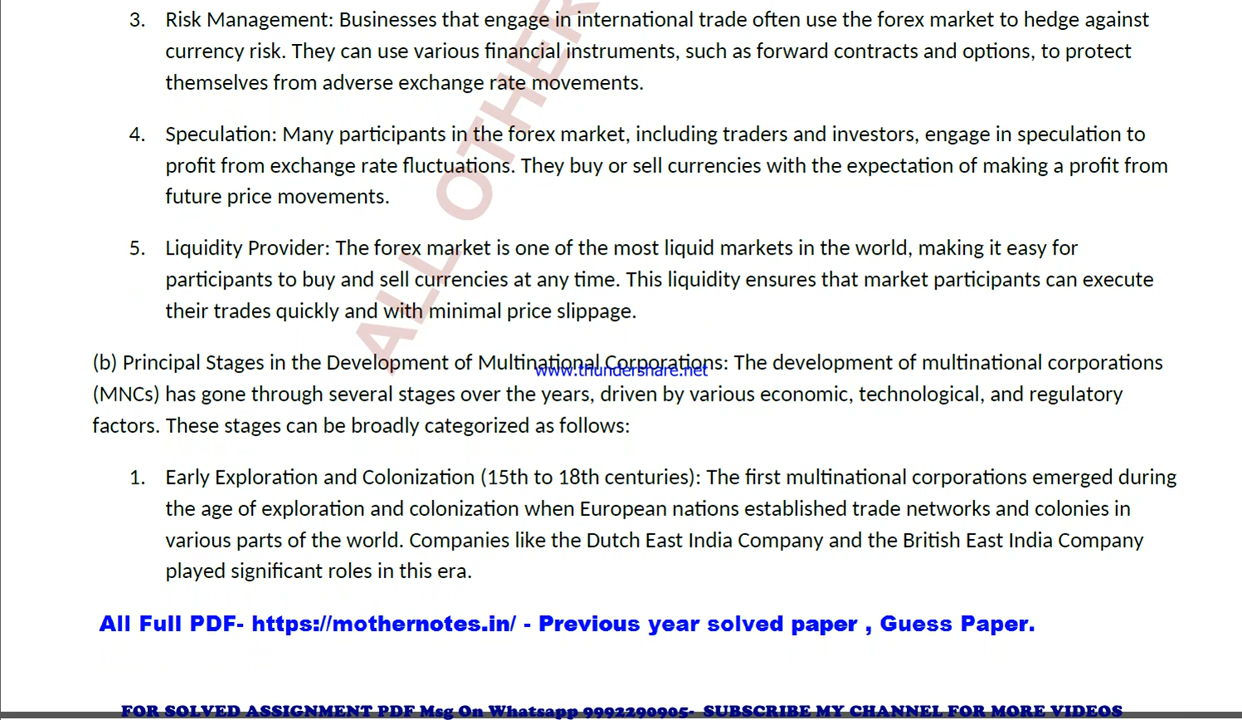 3. Risk Management: Businesses that engage in international trade often use the forex market to hedge against
currency risk. They can use various financial instruments, such as forward contracts and options, to protect
themselves from adverse exchange rate movements.
4. Speculation: Many participants in the forex market, including traders and investors, engage in speculation to
profit from exchange rate fluctuations. They buy or sell currencies with the expectation of making a profit from
future price movements.
5. Liquidity Provider: The forex market is one of the most liquid markets in the world, making it easy for
participants to buy and sell currencies at any time. This liquidity ensures that market participants can execute
their trades quickly and with minimal price slippage.
ALL OTHER
(b) Principal Stages in the Development of Multinational Corporations: The development of multinational corporations
www.thundershare.net
(MNCs) has gone through several stages over the years, driven by various economic, technological, and regulatory
factors. These stages can be broadly categorized as follows:
1. Early Exploration and Colonization (15th to 18th centuries): The first multinational corporations emerged during
the age of exploration and colonization when European nations established trade networks and colonies in
various parts of the world. Companies like the Dutch East India Company and the British East India Company
played significant roles in this era.
All Full PDF- https://mothernotes.in/ - Previous year solved paper , Guess Paper.
FOR SOLVED ASSIGNMENT PDF Msg On Whatsapp 9992290905- SUBSCRIBE MY CHANNEL FOR MORE VIDEOS